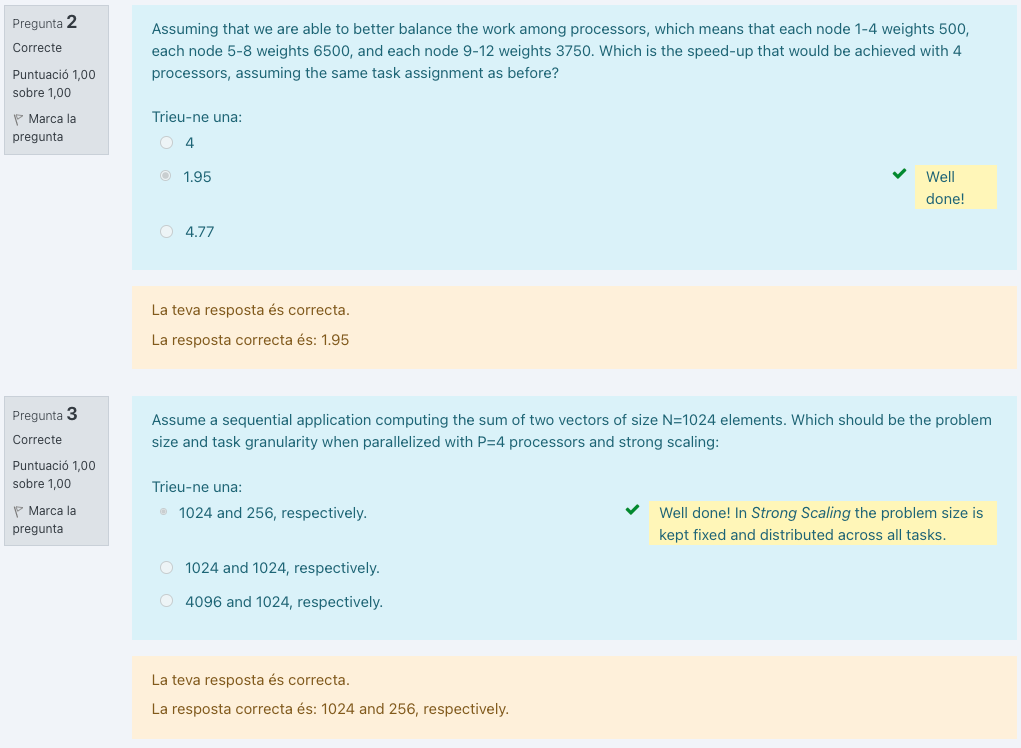 Pregunta 2
Correcte
Puntuació 1,00
sobre 1,00
Marca la
pregunta
Assuming that we are able to better balance the work among processors, which means that each node 1-4 weights 500,
each node 5-8 weights 6500, and each node 9-12 weights 3750. Which is the speed-up that would be achieved with 4
processors, assuming the same task assignment as before?
Trieu-ne una:
4
1.95
Well
done!
4.77
La teva resposta és correcta.
La resposta correcta és: 1.95
Pregunta 3
Correcte
Puntuació 1,00
sobre 1,00
Marca la
pregunta
Assume a sequential application computing the sum of two vectors of size N=1024 elements. Which should be the problem
size and task granularity when parallelized with P=4 processors and strong scaling:
Trieu-ne una:
1024 and 256, respectively.
Well done! In Strong Scaling the problem size is
kept fixed and distributed across all tasks.
1024 and 1024, respectively.
4096 and 1024, respectively.
La teva resposta és correcta.
La resposta correcta és: 1024 and 256, respectively.